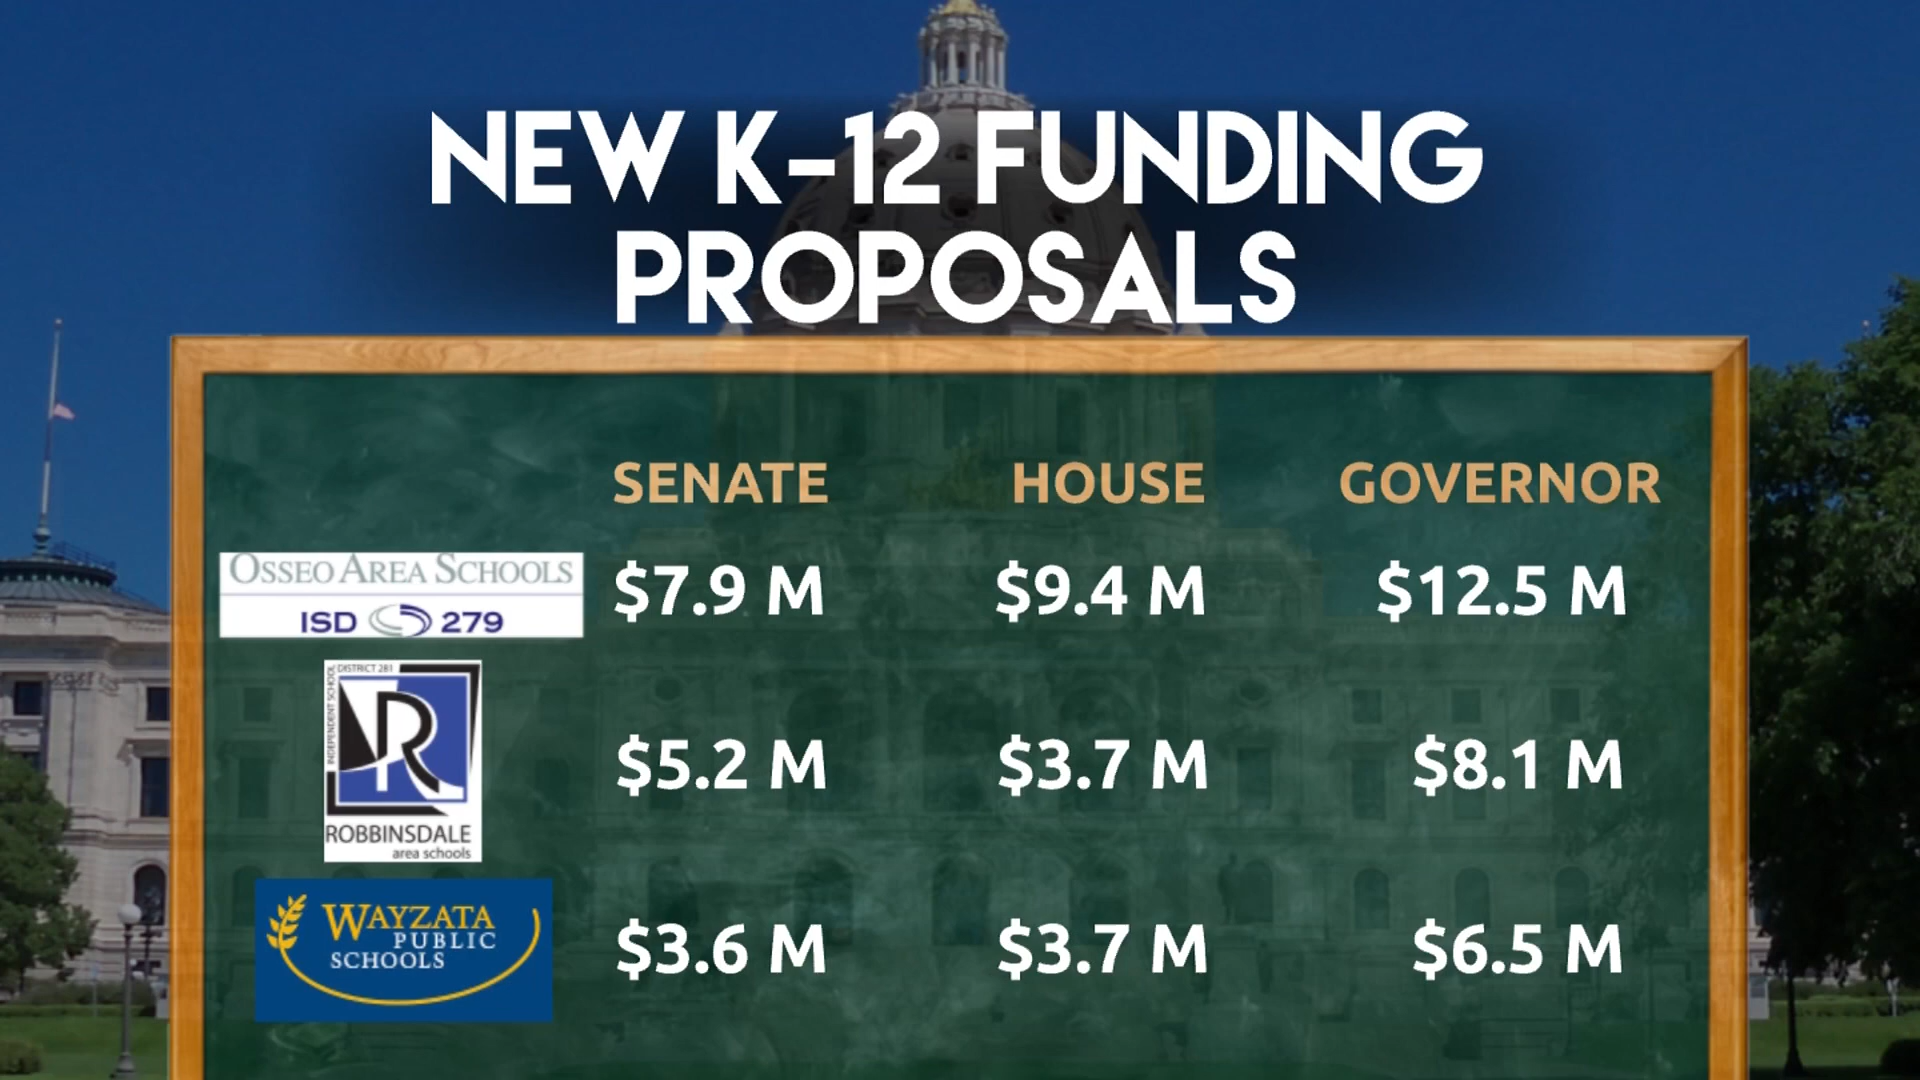 NEW K-12 FUNDING
PROPOSALS
SENATE HOUSE GOVERNOR
OSSEO AREA SCHOOLS
ISD 279
$7.9 M $9.4 M $12.5 M
INDEPENDENT SCHOOL
DISTRICT 281
R
ROBBINSDALE
area schools
$5.2 M $3.7 M $8.1 M
WAYZATA
PUBLIC
SCHOOLS
$3.6 M $3.7 M $6.5 M